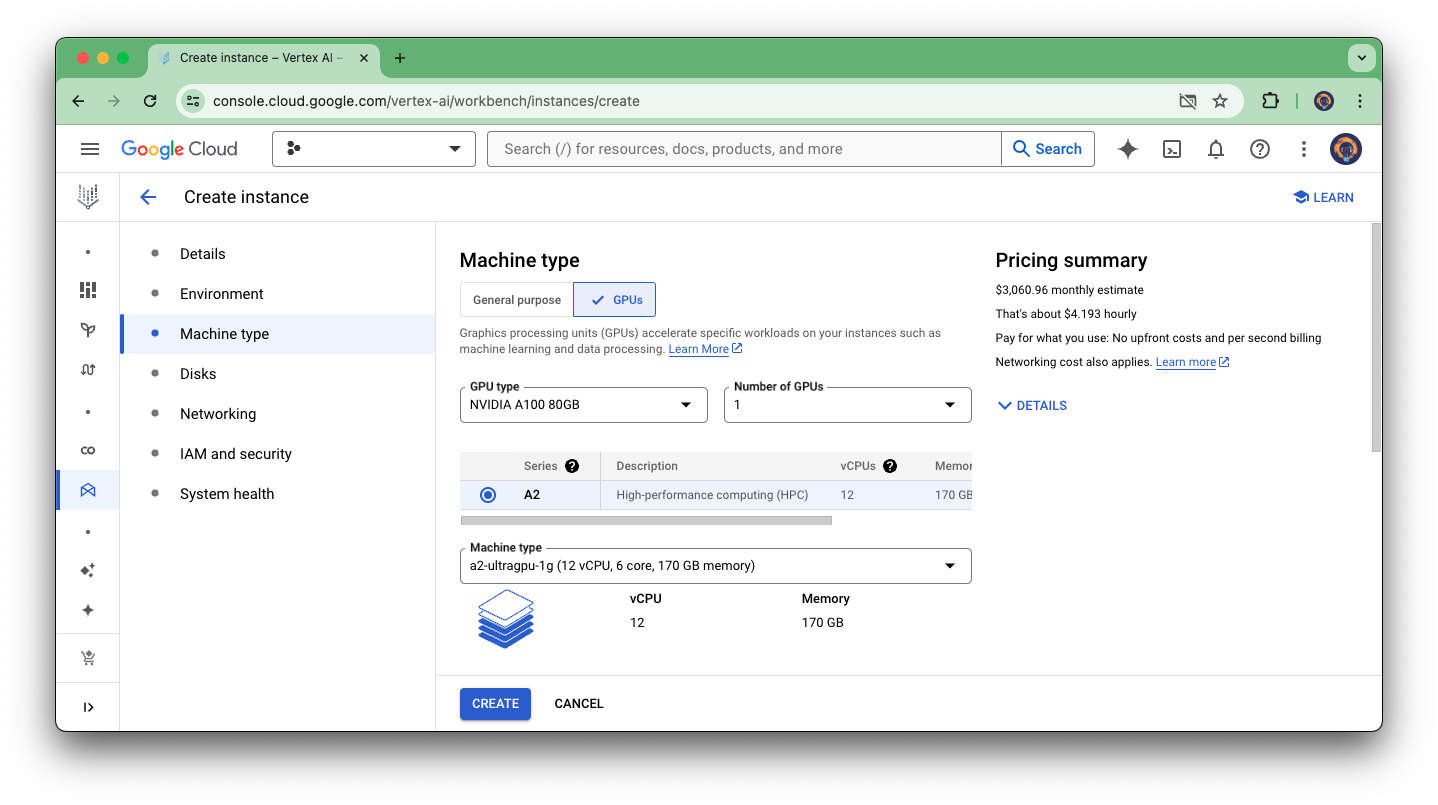 Create instance – Vertex AI –
console.cloud.google.com/vertex-ai/workbench/instances/create
Google Cloud
Search (/) for resources, docs, products, and more
Search
Create instance
LEARN
Details
Environment
Machine type
Disks
Networking
IAM and security
System health
Machine type
General purpose
GPUs
Graphics processing units (GPUs) accelerate specific workloads on your instances such as
machine learning and data processing. Learn More
GPU type
NVIDIA A100 80GB
Number of GPUs
1
Series Description vCPUs Memor
A2 High-performance computing (HPC) 12 170 GB
Machine type
a2-ultragpu-1g (12 vCPU, 6 core, 170 GB memory)
vCPU Memory
12 170 GB
CREATE CANCEL
Pricing summary
$3,060.96 monthly estimate
That's about $4.193 hourly
Pay for what you use: No upfront costs and per second billing
Networking cost also applies. Learn more
DETAILS